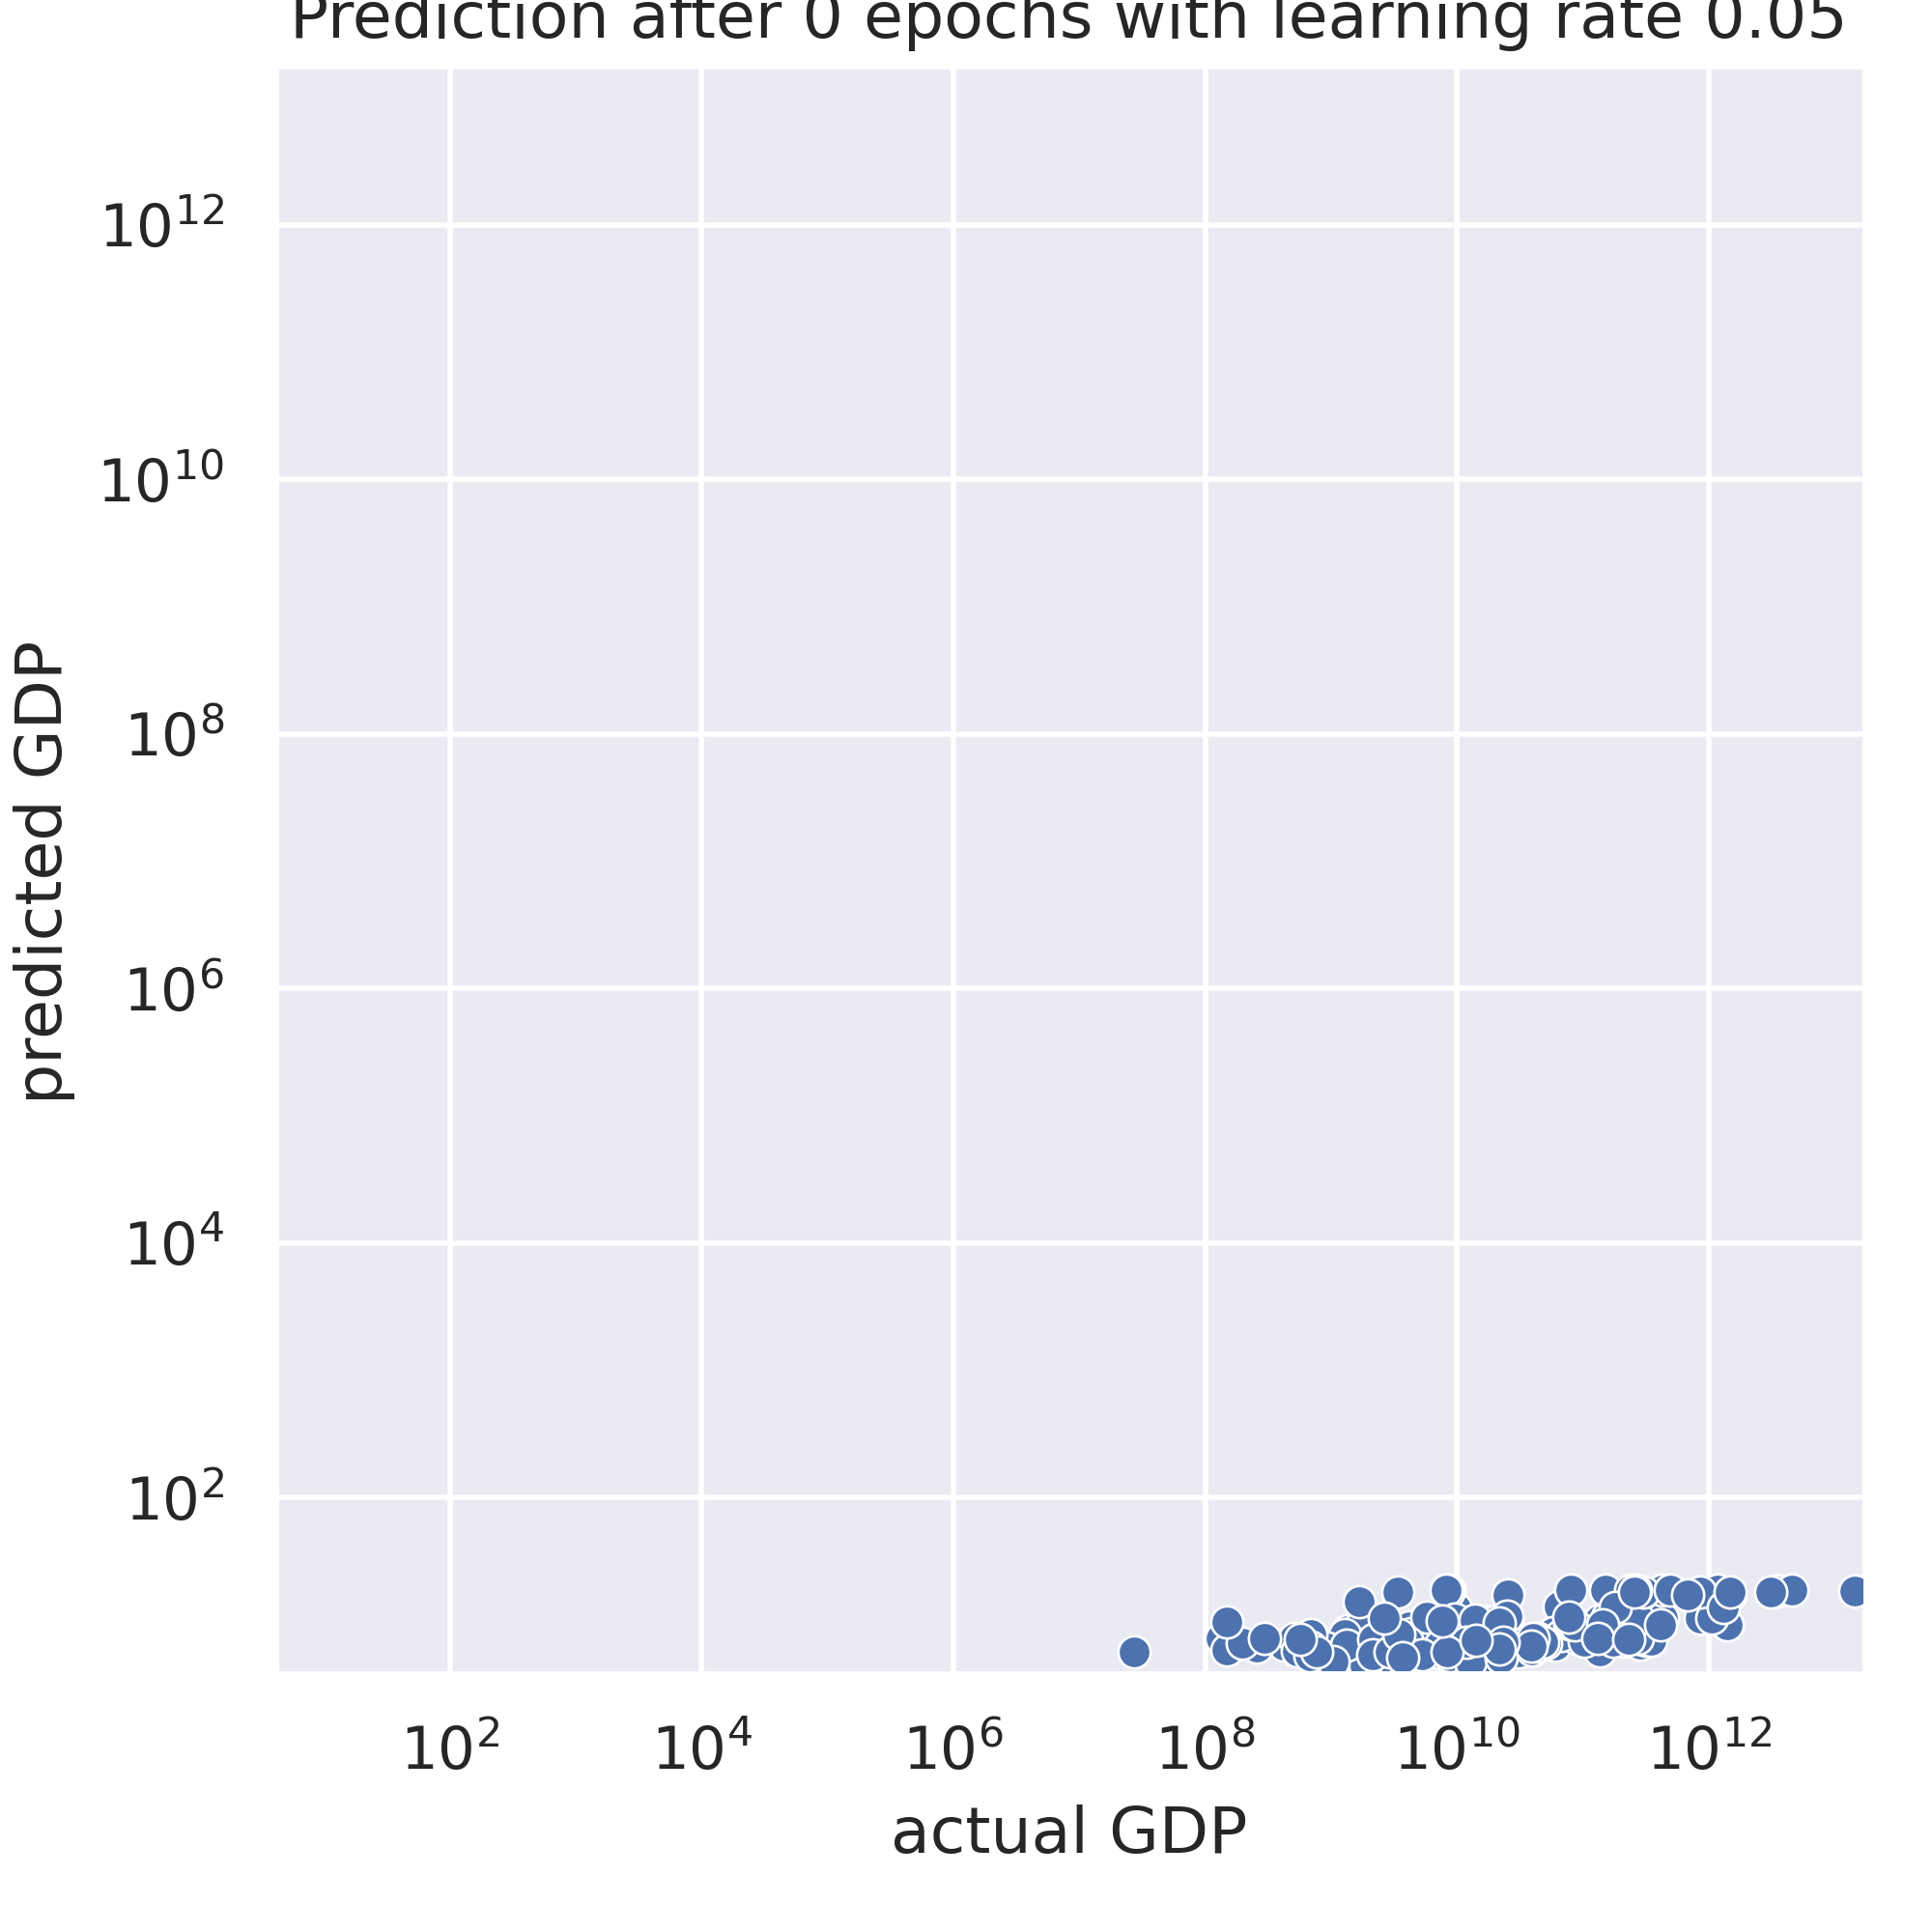 Prediction after 0 epochs with learning rate 0.05
10^12
10^10
10^8
10^6
10^4
10^2
predicted GDP
10^2 10^4 10^6 10^8 10^10 10^12
actual GDP